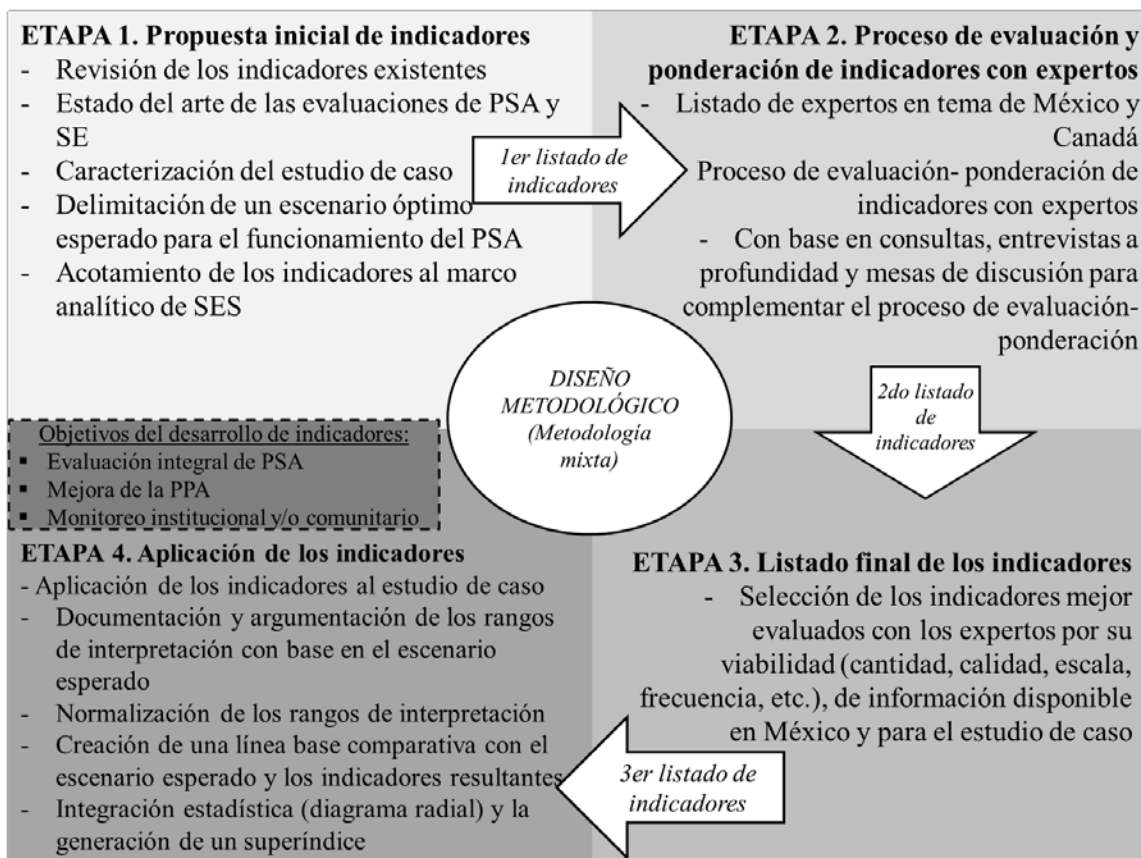 ETAPA 1. Propuesta inicial de indicadores
- Revisión de los indicadores existentes
- Estado del arte de las evaluaciones de PSA y
SE
- Caracterización del estudio de caso
- Delimitación de un escenario óptimo
esperado para el funcionamiento del PSA
- Acotamiento de los indicadores al marco
analítico de SES
1er listado de
indicadores
ETAPA 2. Proceso de evaluación y
ponderación de indicadores con expertos
- Listado de expertos en tema de México y
Canadá
Proceso de evaluación- ponderación de
indicadores con expertos
- Con base en consultas, entrevistas a
profundidad y mesas de discusión para
complementar el proceso de evaluación-
ponderación
DISEÑO
METODOLÓGICO
(Metodología
mixta)
2do listado
de
indicadores
Objetivos del desarrollo de indicadores:
▪ Evaluación integral de PSA
▪ Mejora de la PPA
▪ Monitoreo institucional y/o comunitario
ETAPA 3. Listado final de los indicadores
- Selección de los indicadores mejor
evaluados con los expertos por su
viabilidad (cantidad, calidad, escala,
frecuencia, etc.), de información disponible
en México y para el estudio de caso
3er listado de
indicadores
ETAPA 4. Aplicación de los indicadores
- Aplicación de los indicadores al estudio de caso
- Documentación y argumentación de los rangos
de interpretación con base en el escenario
esperado
- Normalización de los rangos de interpretación
- Creación de una línea base comparativa con el
escenario esperado y los indicadores resultantes
- Integración estadística (diagrama radial) y la
generación de un superíndice